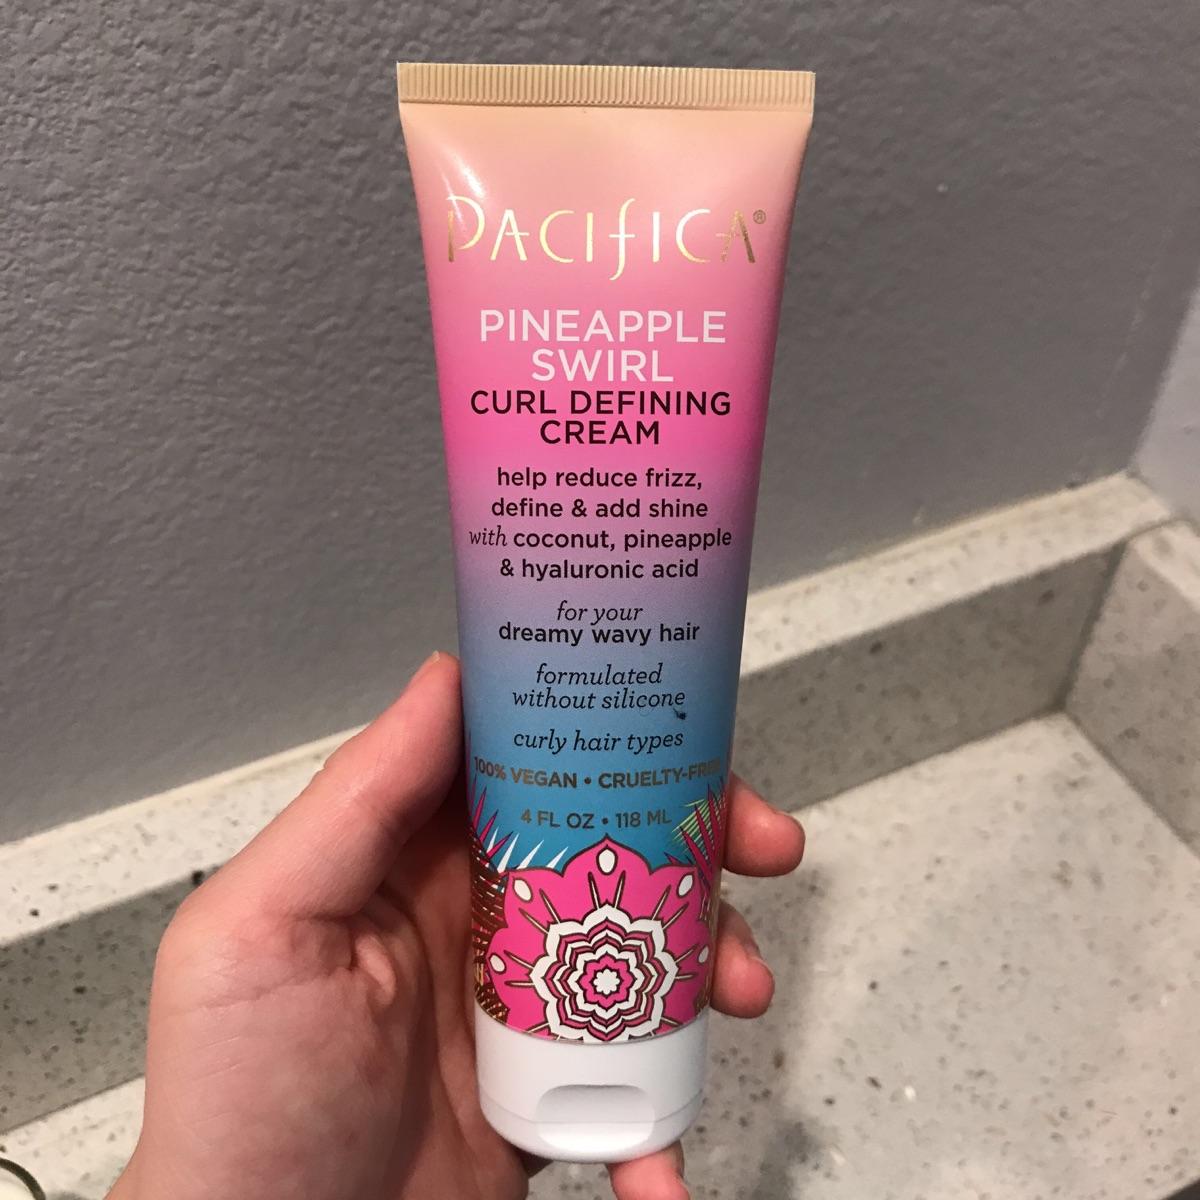 PACIFICA®
PINEAPPLE
SWIRL
CURL DEFINING
CREAM
help reduce frizz,
define & add shine
with coconut, pineapple
& hyaluronic acid
for your
dreamy wavy hair
formulated
without silicone
curly hair types
100% VEGAN • CRUELTY-FREE
4 FL OZ • 118 ML